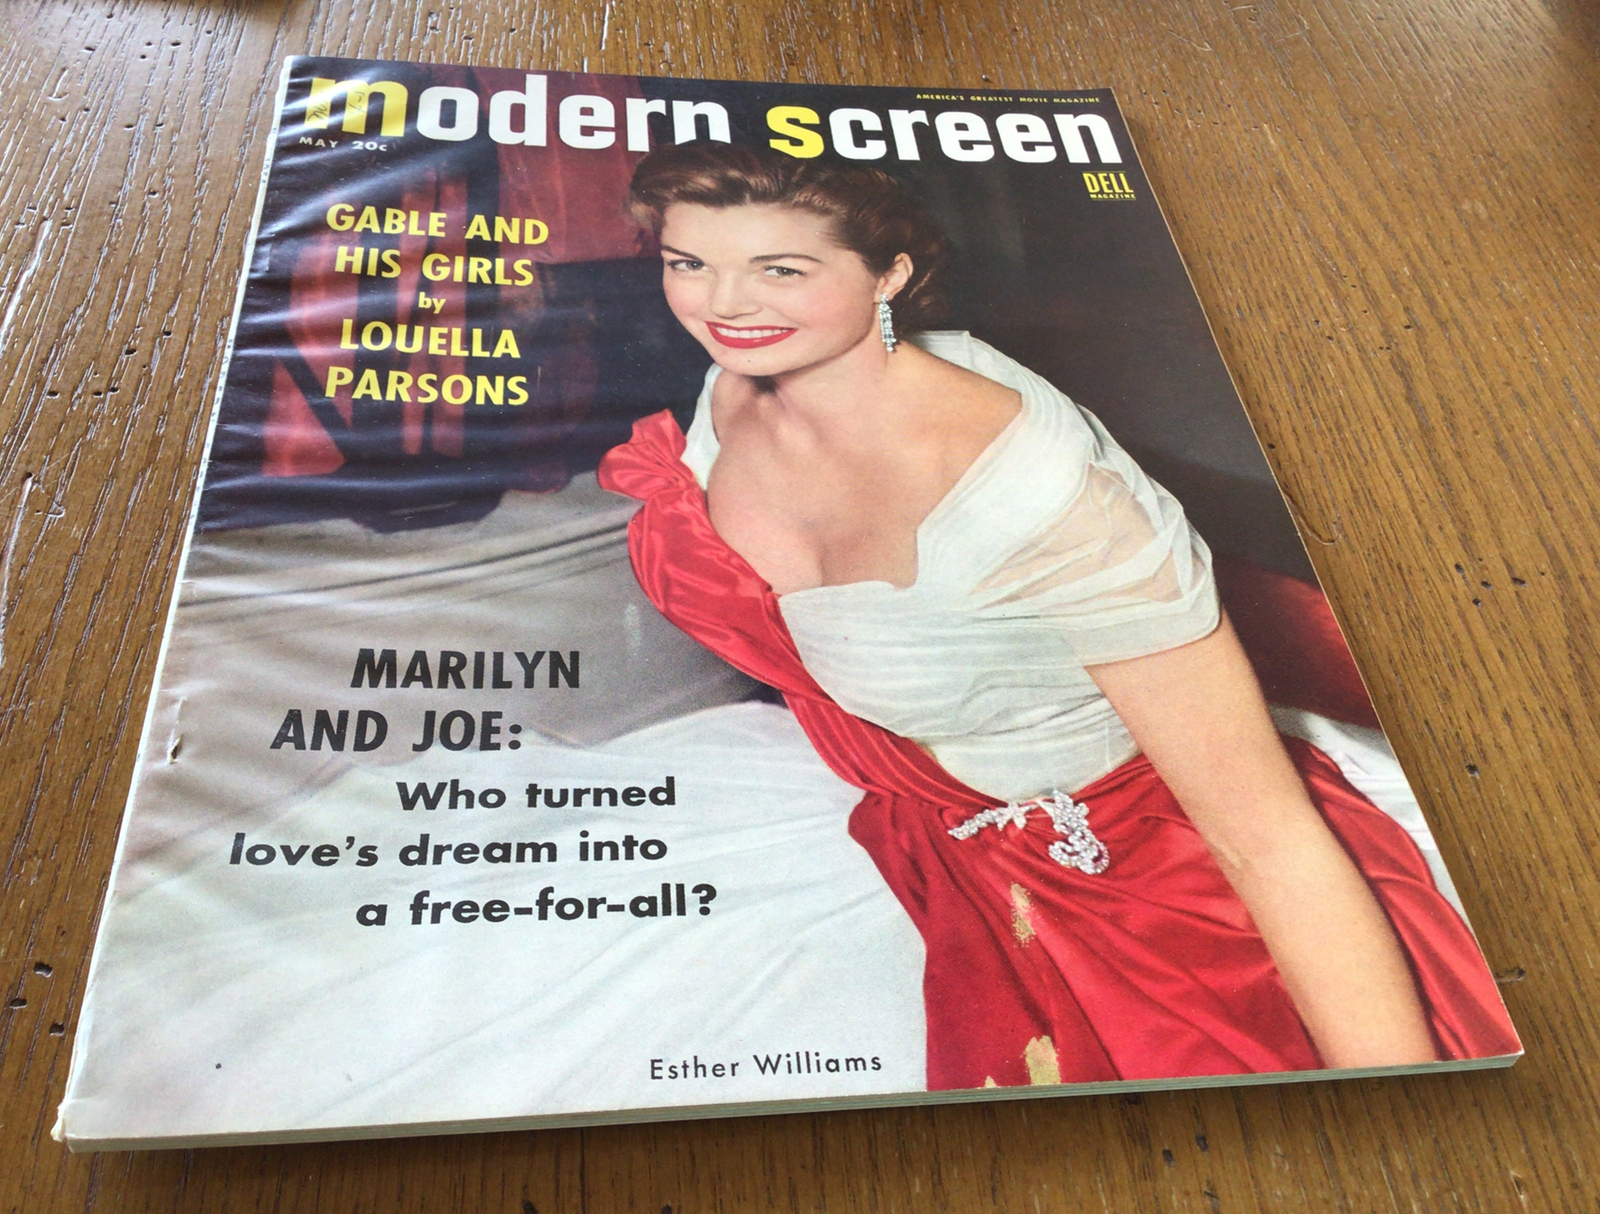 modern screen
AMERICA'S GREATEST MOVIE MAGAZINE
MAY 20c
DELL
MAGAZINE
GABLE AND
HIS GIRLS
by
LOUELLA
PARSONS
MARILYN
AND JOE:
Who turned
love's dream into
a free-for-all?
Esther Williams